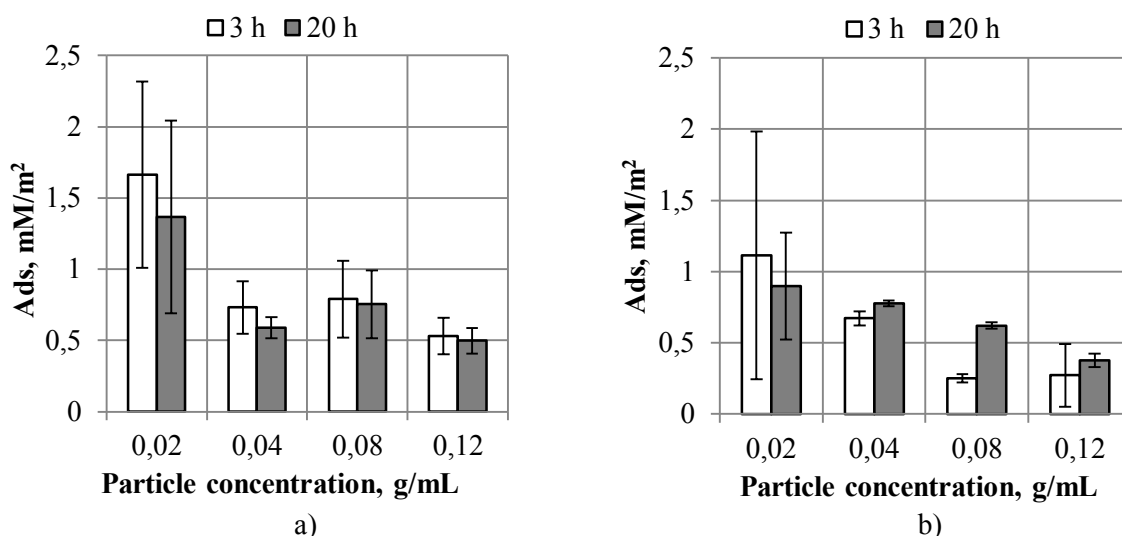 3 h 20 h
2,5
2
1,5
1
0,5
0
Ads, mM/m²
0,02 0,04 0,08 0,12
Particle concentration, g/mL
a)
3 h 20 h
2,5
2
1,5
1
0,5
0
Ads, mM/m²
0,02 0,04 0,08 0,12
Particle concentration, g/mL
b)